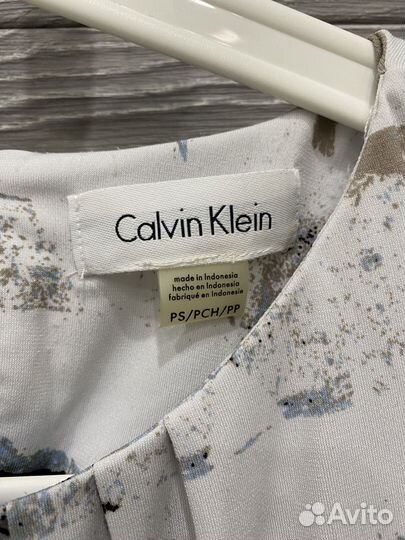 Calvin Klein
made in Indonesia
hecho en Indonesia
fabriqué en Indonesie
PS/PCH/PP
Avito